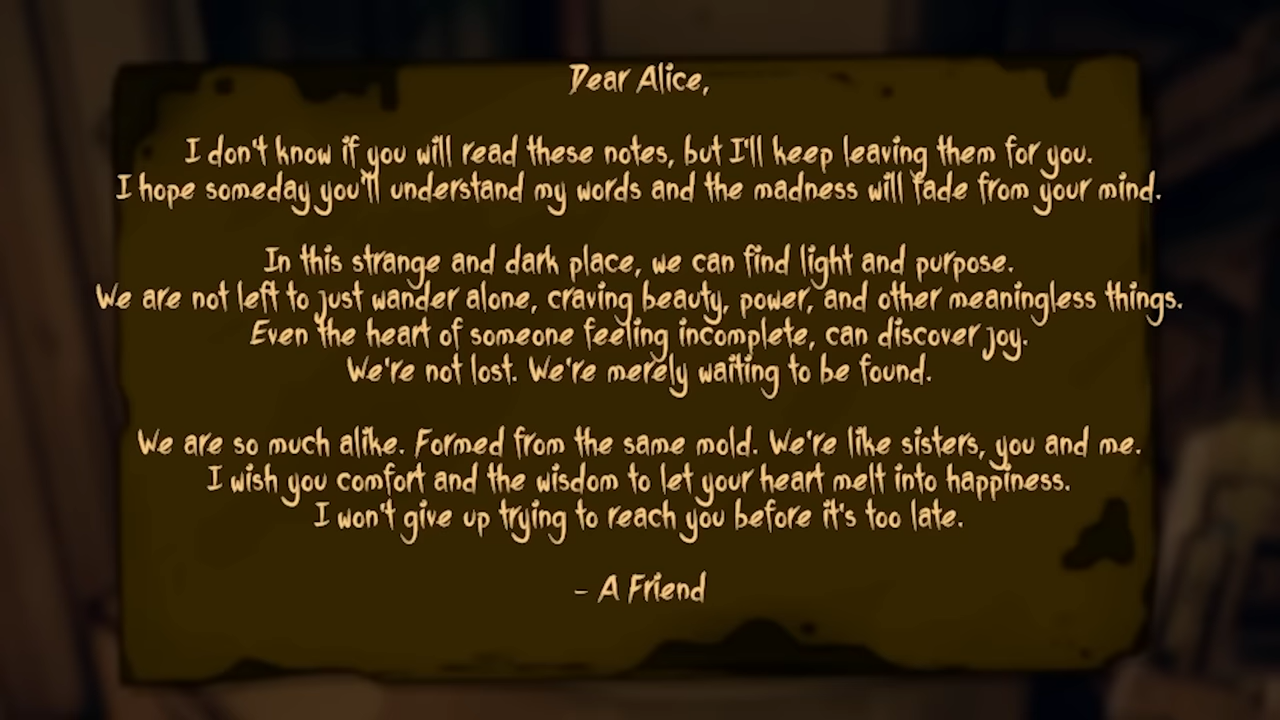 Dear Alice,
I don't know if you will read these notes, but I'll keep leaving them for you.
I hope someday you'll understand my words and the madness will fade from your mind.
In this strange and dark place, we can find light and purpose.
We are not left to just wander alone, craving beauty, power, and other meaningless things.
Even the heart of someone feeling incomplete, can discover joy.
We're not lost. We're merely waiting to be found.
We are so much alike. Formed from the same mold. We're like sisters, you and me.
I wish you comfort and the wisdom to let your heart melt into happiness.
I won't give up trying to reach you before it's too late.
- A Friend